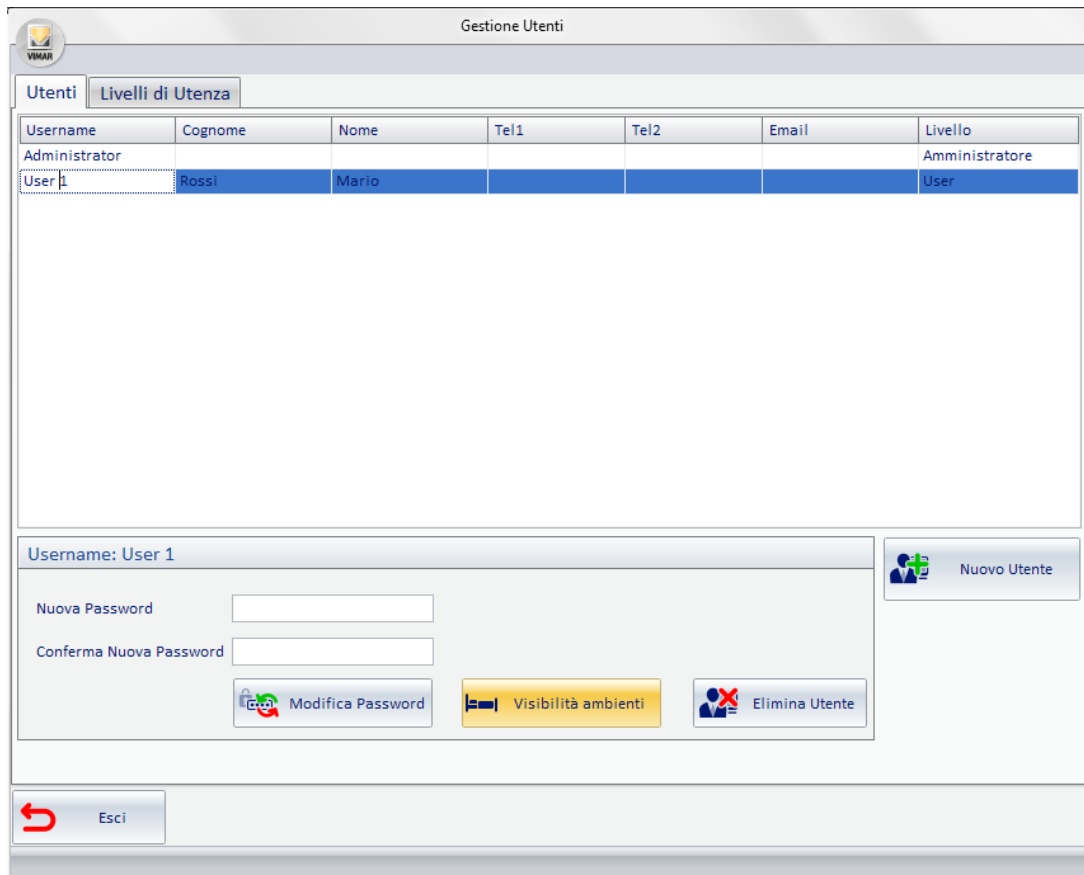 Gestione Utenti
VIMAR
Utenti Livelli di Utenza
Username Cognome Nome Tel1 Tel2 Email Livello
Administrator Amministratore
User 1 Rossi Mario User
Username: User 1
Nuovo Utente
Nuova Password
Conferma Nuova Password
Modifica Password Visibilità ambienti Elimina Utente
Esci